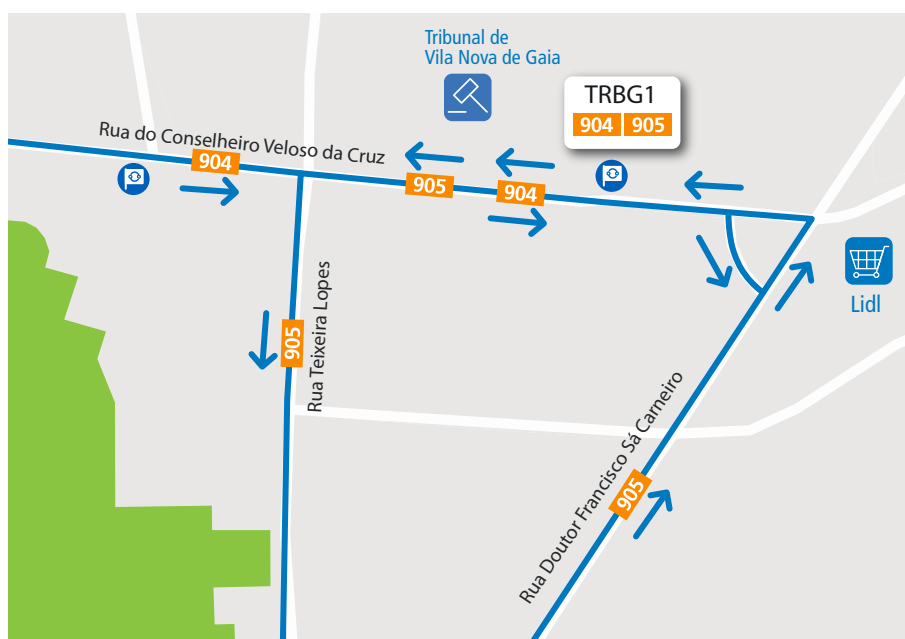 Tribunal de
Vila Nova de Gaia
TRBG1
904 905
Rua do Conselheiro Veloso da Cruz
904
905
904
Lidl
905
Rua Teixeira Lopes
Rua Doutor Francisco Sá Carneiro
905